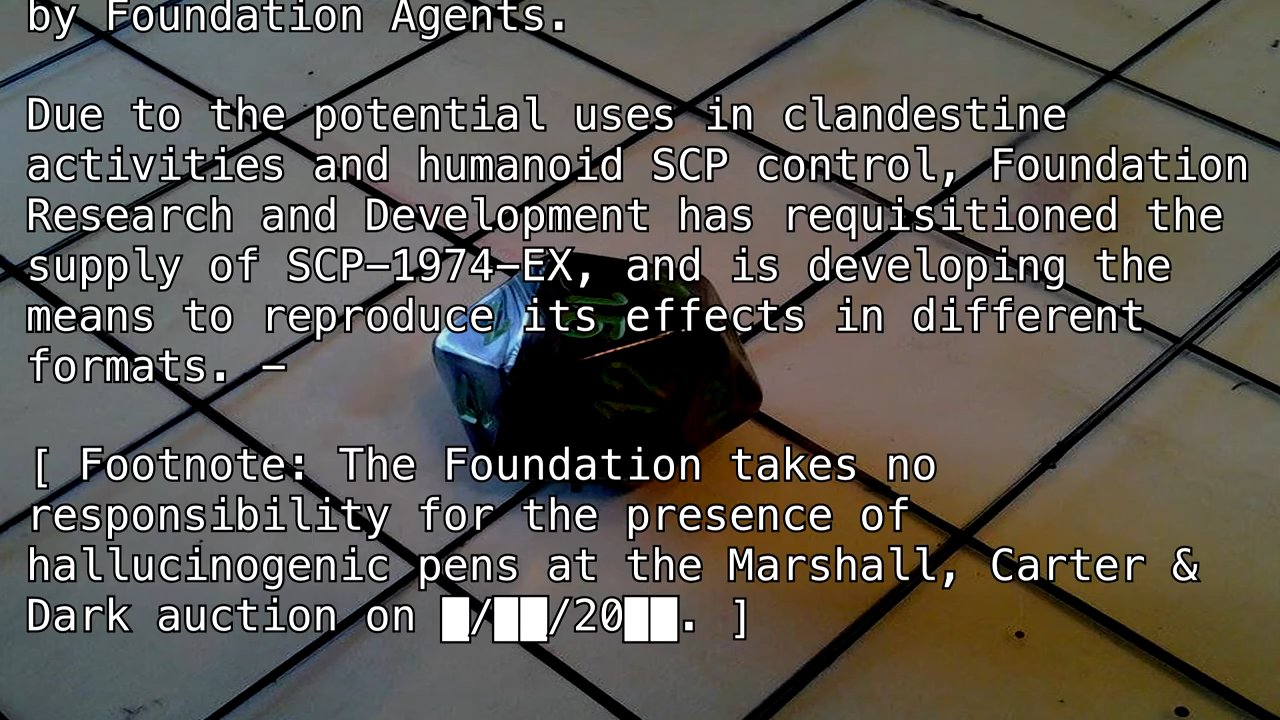 by Foundation Agents.
Due to the potential uses in clandestine
activities and humanoid SCP control, Foundation
Research and Development has requisitioned the
supply of SCP–1974–EX, and is developing the
means to reproduce its effects in different
formats. –
[ Footnote: The Foundation takes no
responsibility for the presence of
hallucinogenic pens at the Marshall, Carter &
Dark auction on █/██/20██. ]